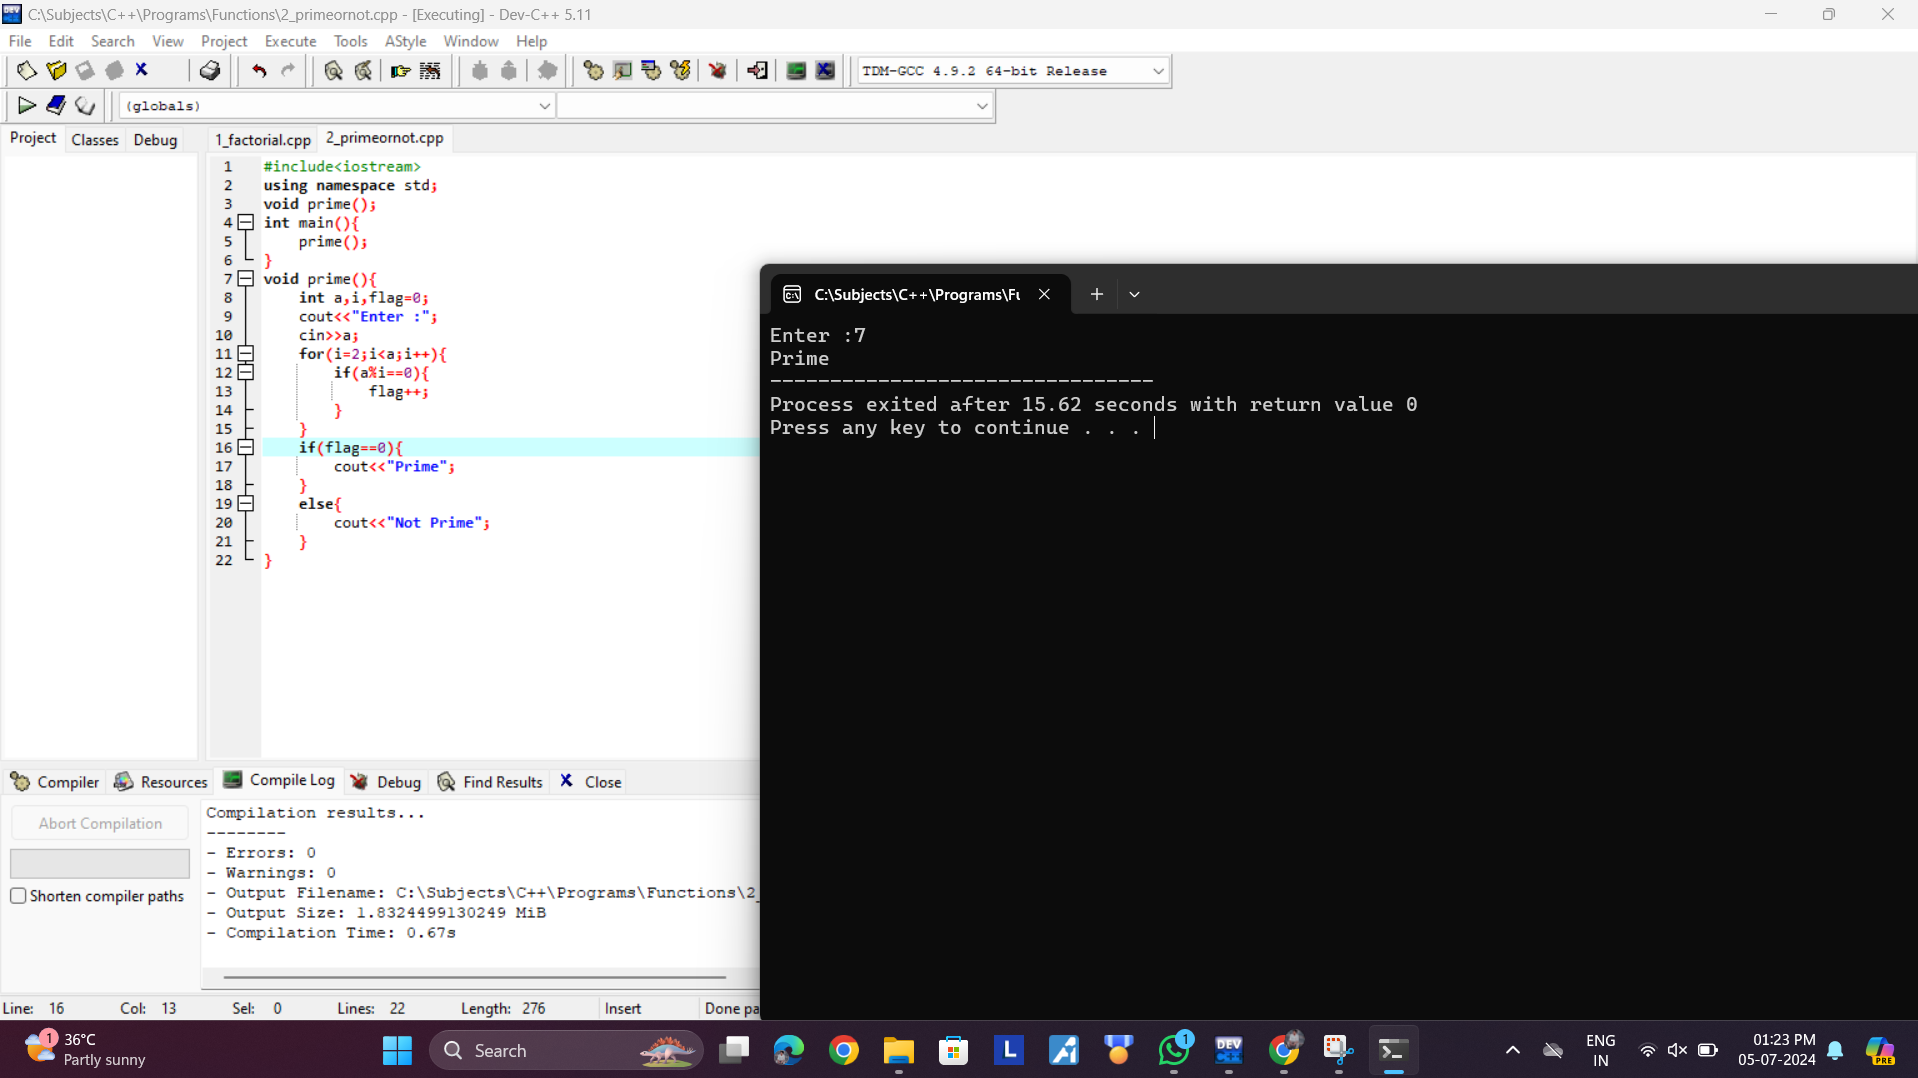 C:\Subjects\C++\Programs\Functions\2_primeornot.cpp - [Executing] - Dev-C++ 5.11
File Edit Search View Project Execute Tools AStyle Window Help
TDM-GCC 4.9.2 64-bit Release
(globals)
Project Classes Debug 1_factorial.cpp 2_primeornot.cpp
1 #include<iostream>
2 using namespace std;
3 void prime();
4 int main(){
5 prime();
6 }
7 void prime(){
8 int a,i,flag=0;
9 cout<<"Enter :";
10 cin>>a;
11 for(i=2;i<a;i++){
12 if(a%i==0){
13 flag++;
14 }
15 }
16 if(flag==0){
17 cout<<"Prime";
18 }
19 else{
20 cout<<"Not Prime";
21 }
22 }
C:\Subjects\C++\Programs\Fu
Enter :7
Prime
--------------------------------
Process exited after 15.62 seconds with return value 0
Press any key to continue . . .
Compiler Resources Compile Log Debug Find Results Close
Abort Compilation
Shorten compiler paths
Compilation results...
--------
- Errors: 0
- Warnings: 0
- Output Filename: C:\Subjects\C++\Programs\Functions\2_
- Output Size: 1.8324499130249 MiB
- Compilation Time: 0.67s
Line: 16 Col: 13 Sel: 0 Lines: 22 Length: 276 Insert Done pa
1
36°C
Partly sunny
Search
L
1
DEV
C++
ENG
IN
01:23 PM
05-07-2024
PRE